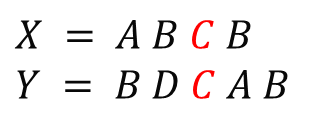 X = A B C B
Y = B D C A B